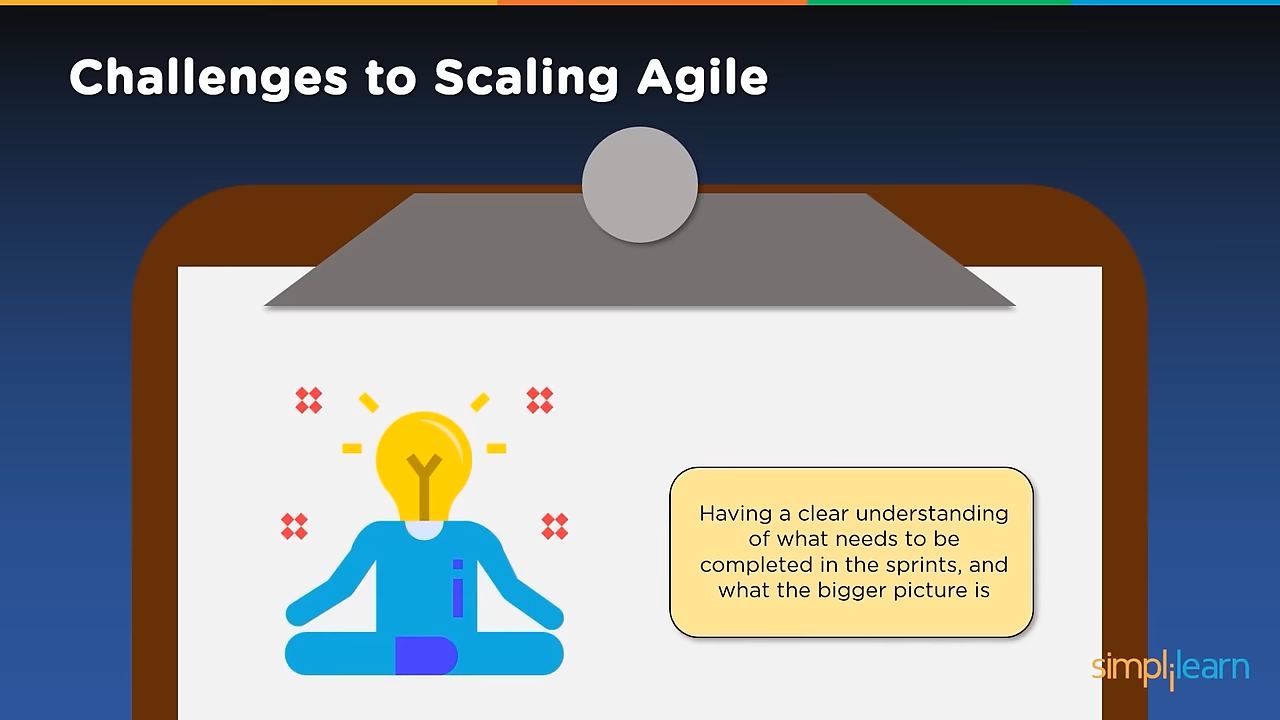 Challenges to Scaling Agile
Having a clear understanding
of what needs to be
completed in the sprints, and
what the bigger picture is
simplilearn